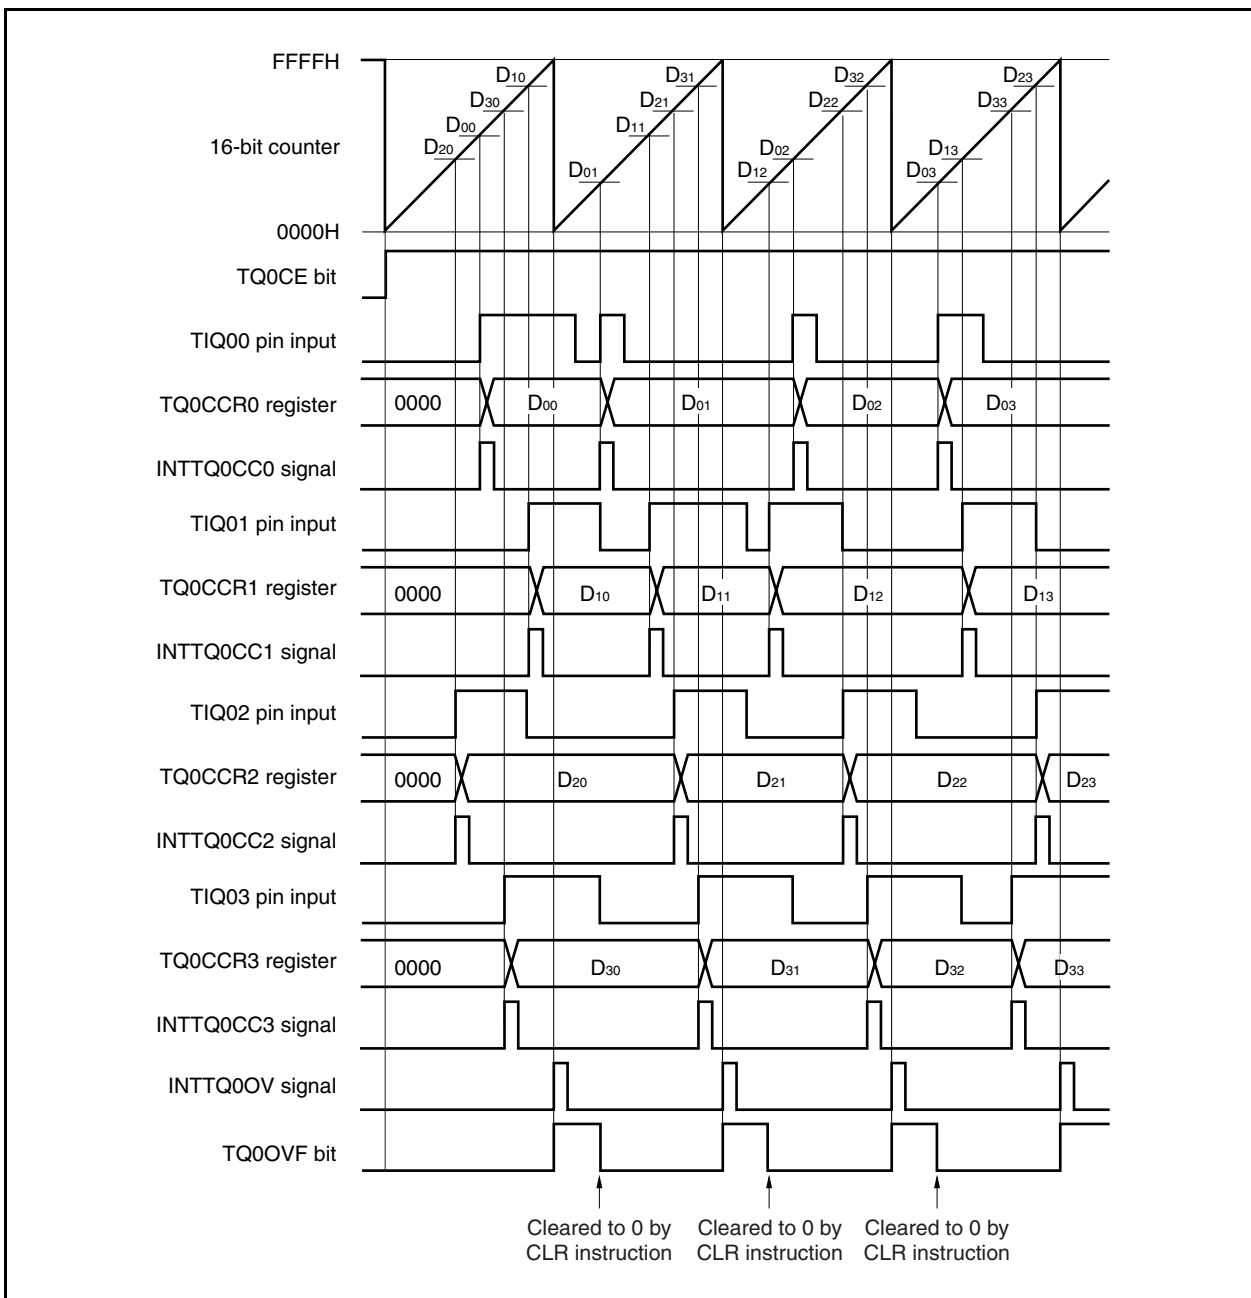 FFFFH
D10
D31
D32
D23
D30
D21
D22
D33
D00
D11
16-bit counter
D20
D02
D13
D01
D12
D03
0000H
TQ0CE bit
TIQ00 pin input
TQ0CCR0 register
0000
D00
D01
D02
D03
INTTQ0CC0 signal
TIQ01 pin input
TQ0CCR1 register
0000
D10
D11
D12
D13
INTTQ0CC1 signal
TIQ02 pin input
TQ0CCR2 register
0000
D20
D21
D22
D23
INTTQ0CC2 signal
TIQ03 pin input
TQ0CCR3 register
0000
D30
D31
D32
D33
INTTQ0CC3 signal
INTTQ0OV signal
TQ0OVF bit
Cleared to 0 by
CLR instruction
Cleared to 0 by
CLR instruction
Cleared to 0 by
CLR instruction